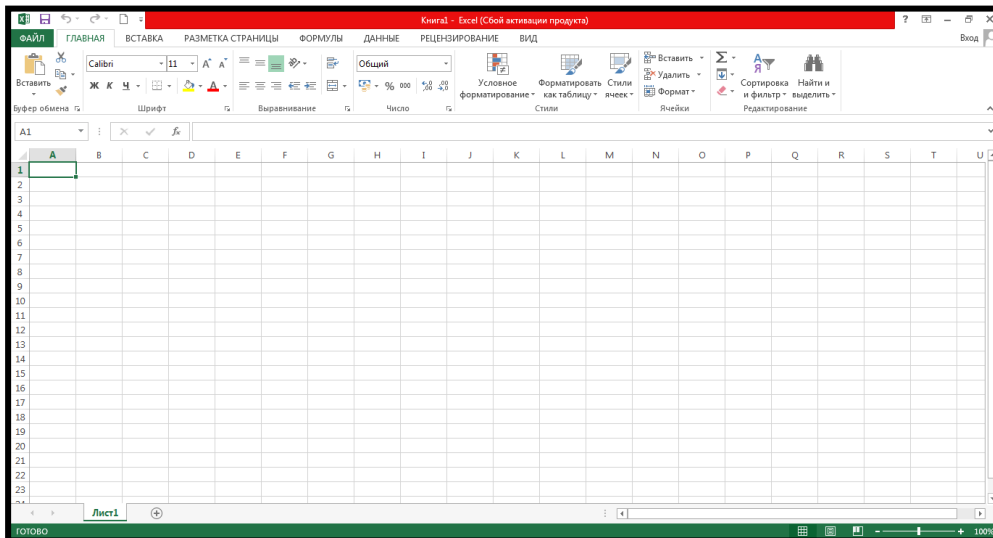 Книга1 - Excel (Сбой активации продукта)
ФАЙЛ ГЛАВНАЯ ВСТАВКА РАЗМЕТКА СТРАНИЦЫ ФОРМУЛЫ ДАННЫЕ РЕЦЕНЗИРОВАНИЕ ВИД Вход
Calibri 11 Общий Вставить
Удалить
Вставить Условное Форматировать Стили Сортировка Найти и
Ж К Ч А % 000 форматирование как таблицу ячеек Формат и фильтр выделить
Буфер обмена Шрифт Выравнивание Число Стили Ячейки Редактирование
A1 fx
A B C D E F G H I J K L M N O P Q R S T U
1
2
3
4
5
6
7
8
9
10
11
12
13
14
15
16
17
18
19
20
21
22
23
Лист1
ГОТОВО 100%